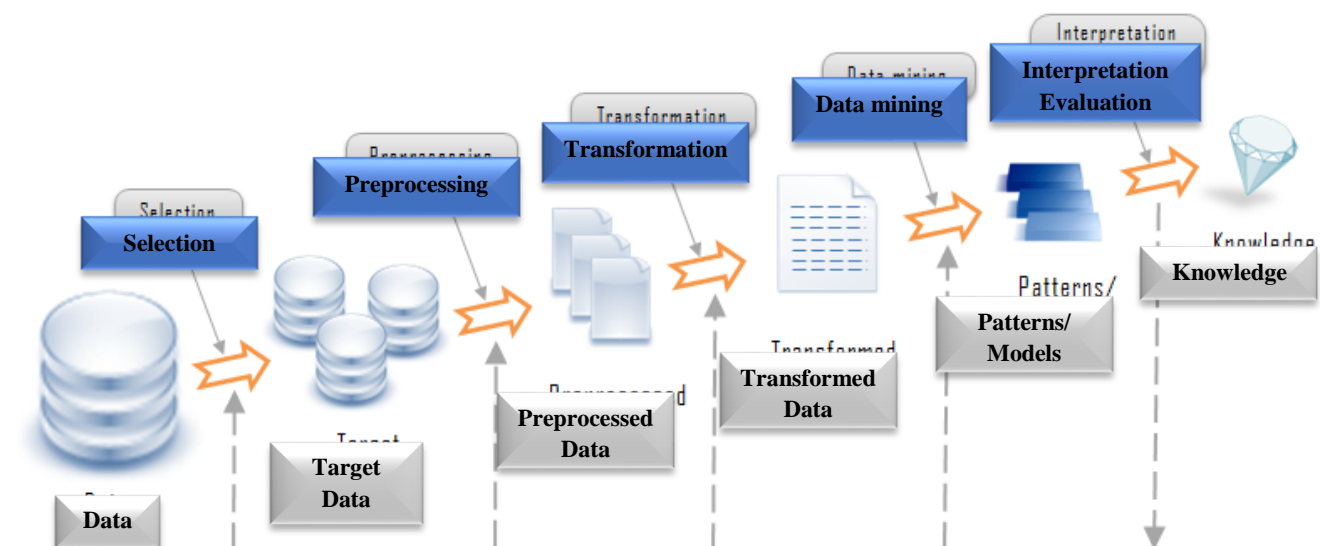 Interpretation
Interpretation
Evaluation
Data mining
Data mining
Transformation
Transformation
Preprocessing
Preprocessing
Selection
Selection
Knowledge
Knowledge
Patterns/
Patterns/
Models
Transformed
Transformed
Data
Preprocessed
Preprocessed
Data
Target
Target
Data
Data